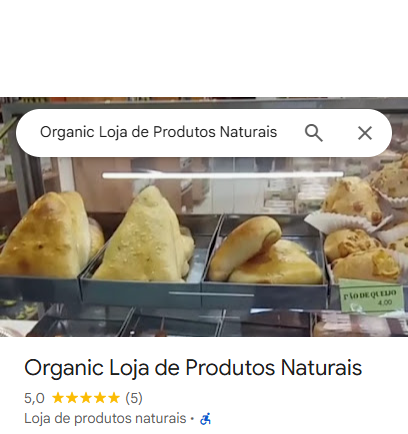 Organic Loja de Produtos Naturais
PÃO DE QUEIJO
4,00
Organic Loja de Produtos Naturais
5,0 (5)
Loja de produtos naturais •